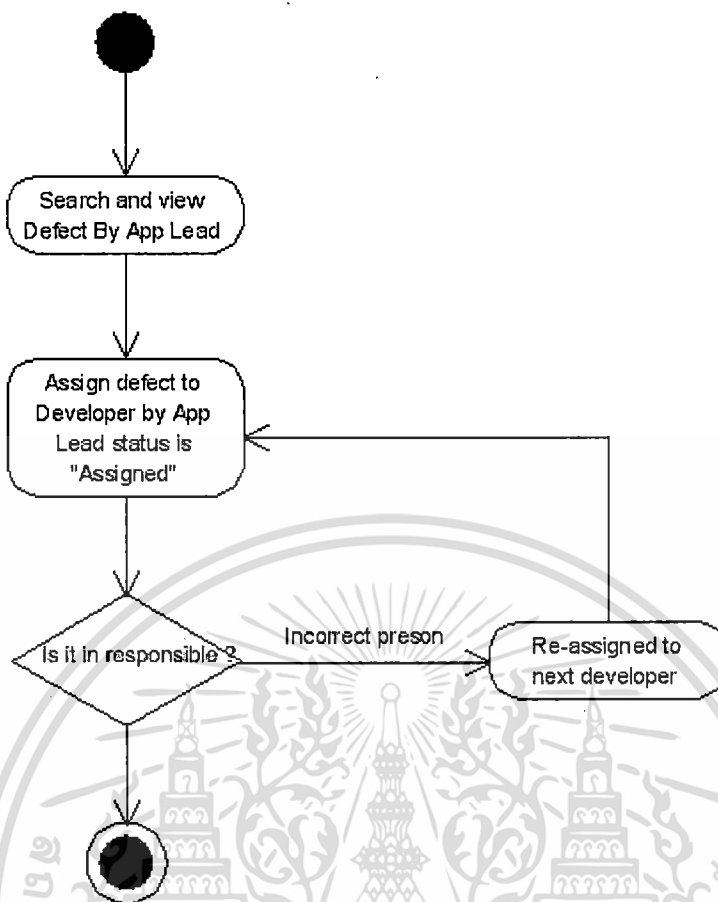 Search and view
Defect By App Lead
Assign defect to
Developer by App
Lead status is
"Assigned"
Is it in responsible ?
Incorrect preson
Re-assigned to
next developer